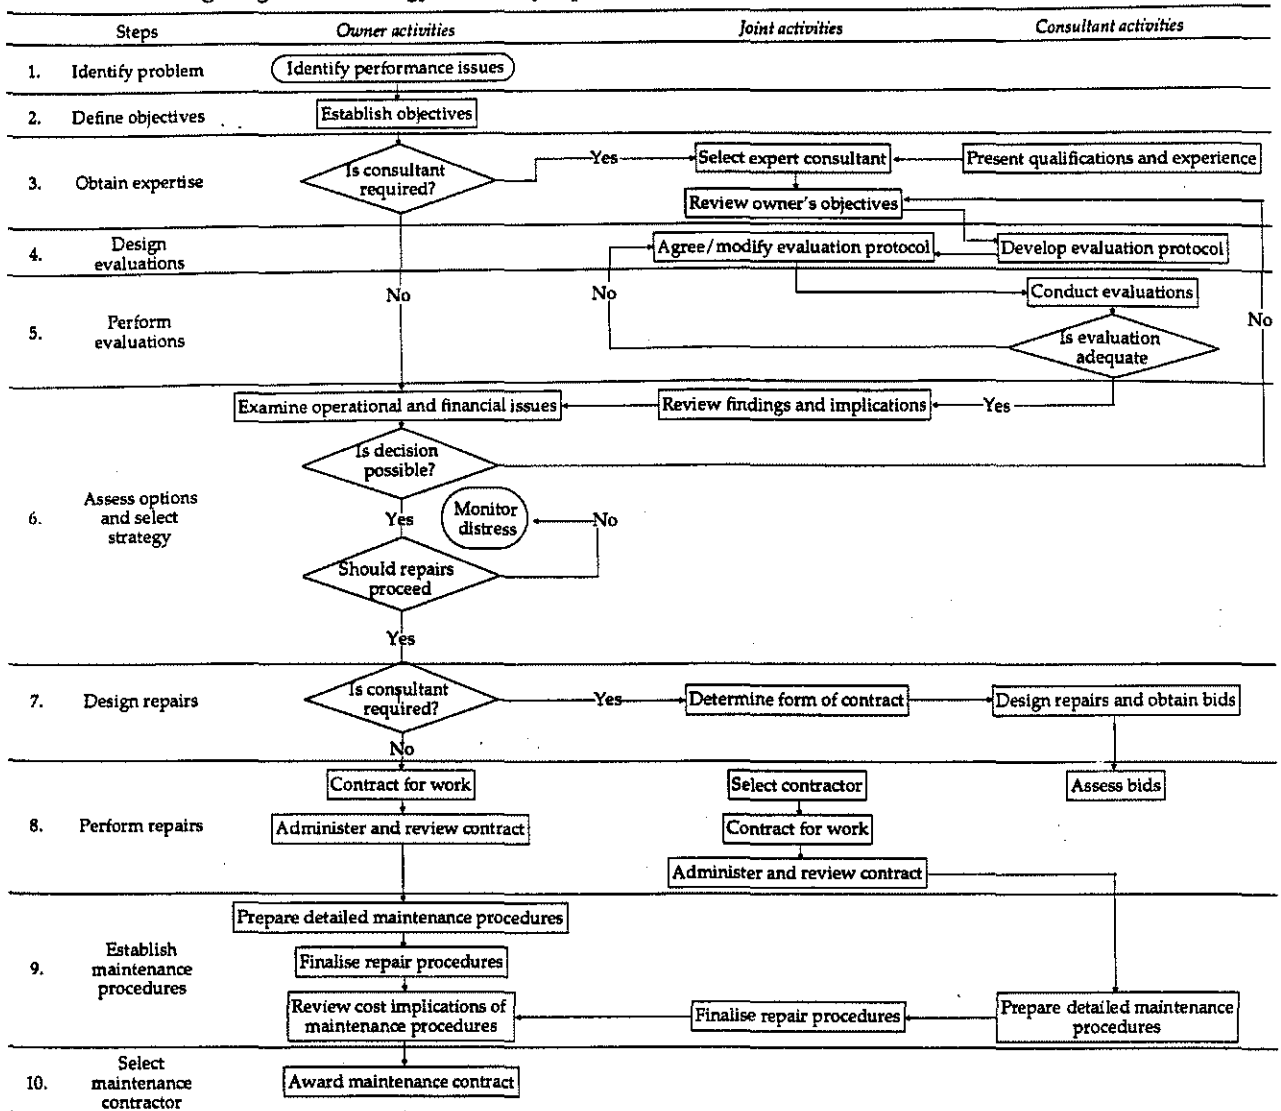 Steps Owner activities Joint activities Consultant activities
1. Identify problem Identify performance issues
2. Define objectives Establish objectives
3. Obtain expertise
Is consultant
required?
Yes
Select expert consultant
Present qualifications and experience
Review owner's objectives
4. Design
evaluations
Agree/modify evaluation protocol
Develop evaluation protocol
No
No
Conduct evaluations
No
5. Perform
evaluations
Is evaluation
adequate
Examine operational and financial issues
Review findings and implications
Yes
Is decision
possible?
6. Assess options
and select
strategy
Yes
Monitor
distress
No
Should repairs
proceed
Yes
7. Design repairs
Is consultant
required?
Yes
Determine form of contract
Design repairs and obtain bids
No
Contract for work
Select contractor
Assess bids
8. Perform repairs
Administer and review contract
Contract for work
Administer and review contract
Prepare detailed maintenance procedures
9. Establish
maintenance
procedures
Finalise repair procedures
Review cost implications of
maintenance procedures
Finalise repair procedures
Prepare detailed maintenance
procedures
10. Select
maintenance
contractor
Award maintenance contract